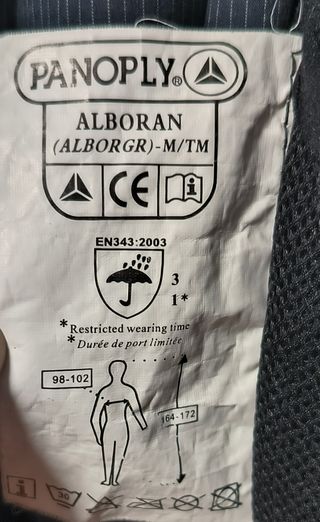 PANOPLY®
ALBORAN
(ALBORGR)-M/TM
CE
EN343:2003
3
1*
*Restricted wearing time
*Durée de port limitée
98-102
164-172
30